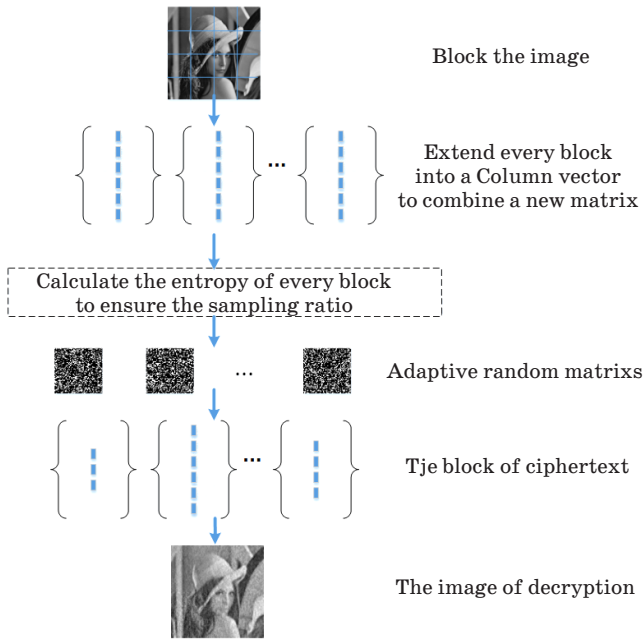 Block the image
Extend every block
into a Column vector
to combine a new matrix
...
Calculate the entropy of every block
to ensure the sampling ratio
Adaptive random matrixs
...
Tje block of ciphertext
...
The image of decryption